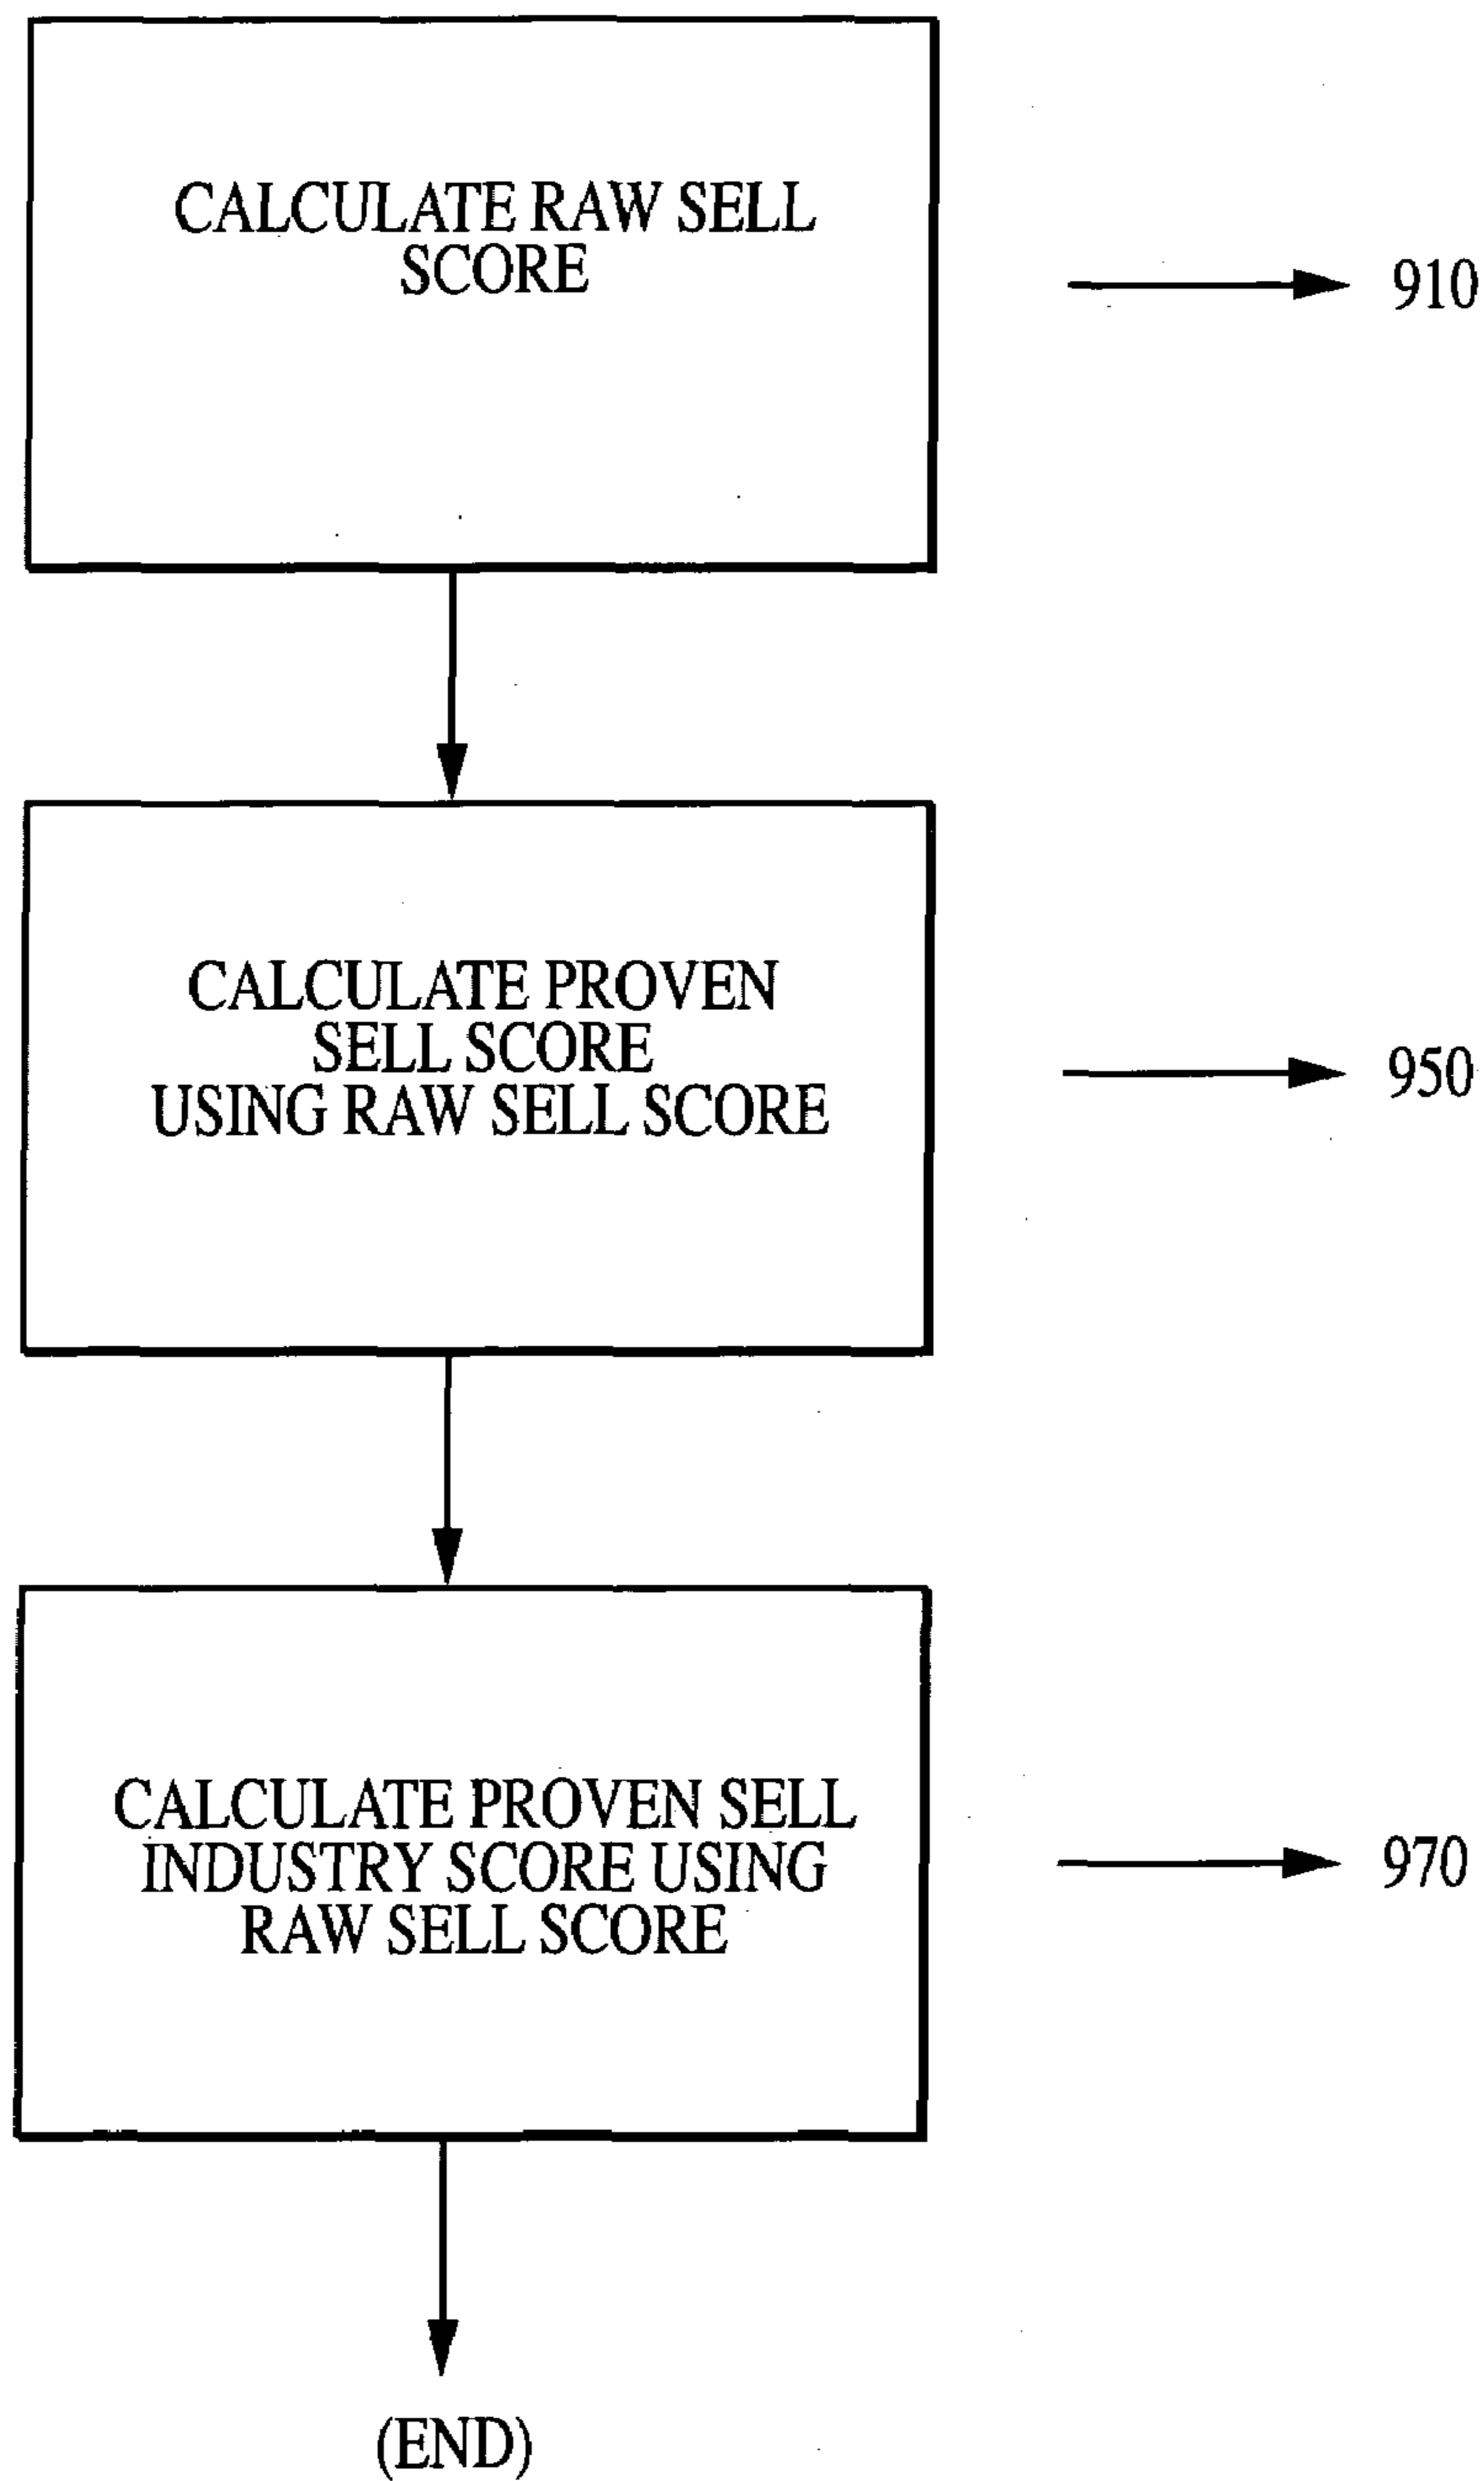 CALCULATE RAW SELL
SCORE
910
CALCULATE PROVEN
SELL SCORE
USING RAW SELL SCORE
950
CALCULATE PROVEN SELL
INDUSTRY SCORE USING
RAW SELL SCORE
970
(END)